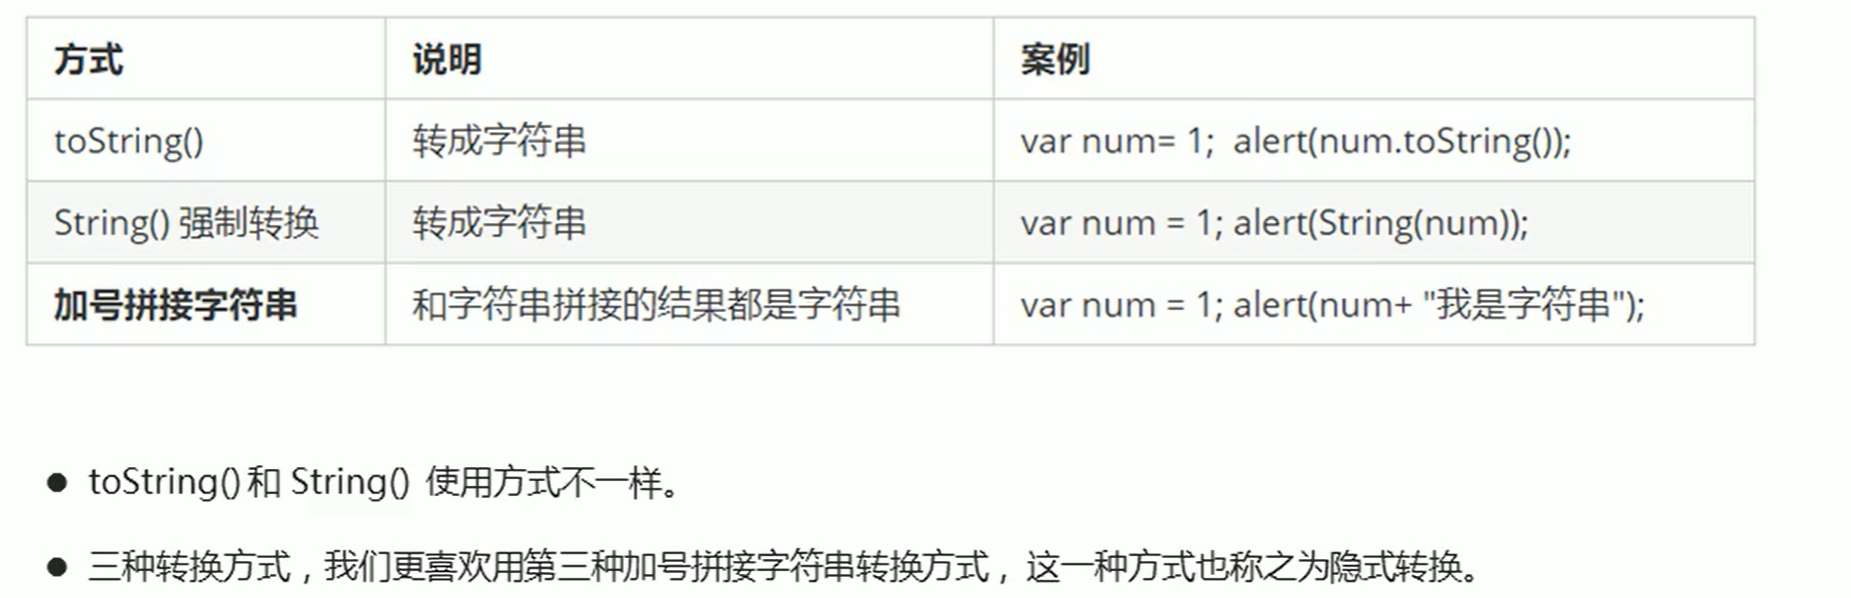 方式 说明 案例
toString() 转成字符串 var num= 1;  alert(num.toString());
String() 强制转换 转成字符串 var num = 1; alert(String(num));
加号拼接字符串 和字符串拼接的结果都是字符串 var num = 1; alert(num+ "我是字符串");
● toString()和 String() 使用方式不一样。
● 三种转换方式，我们更喜欢用第三种加号拼接字符串转换方式，这一种方式也称之为隐式转换。